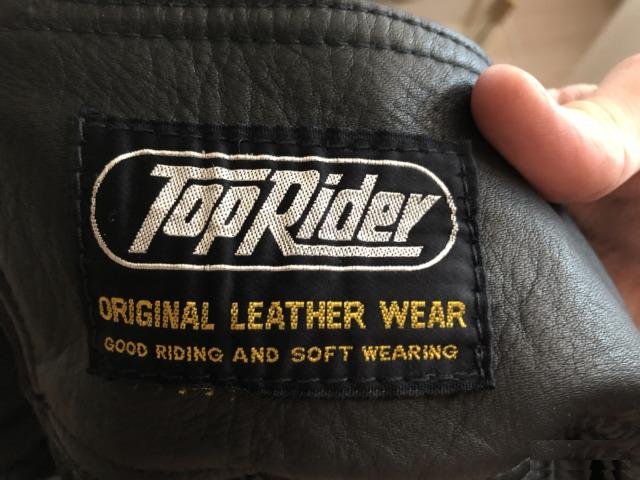 TopRider
ORIGINAL LEATHER WEAR
GOOD RIDING AND SOFT WEARING